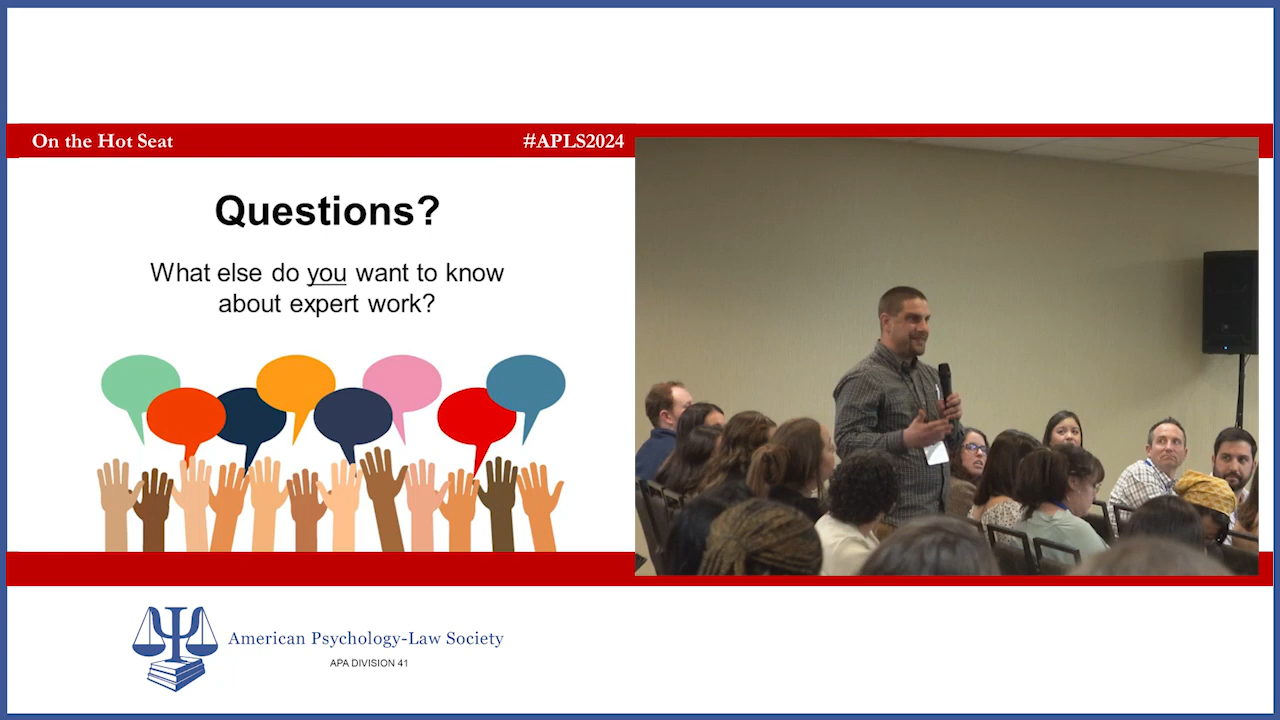 On the Hot Seat
#APLS2024
Questions?
What else do you want to know
about expert work?
American Psychology-Law Society
APA DIVISION 41